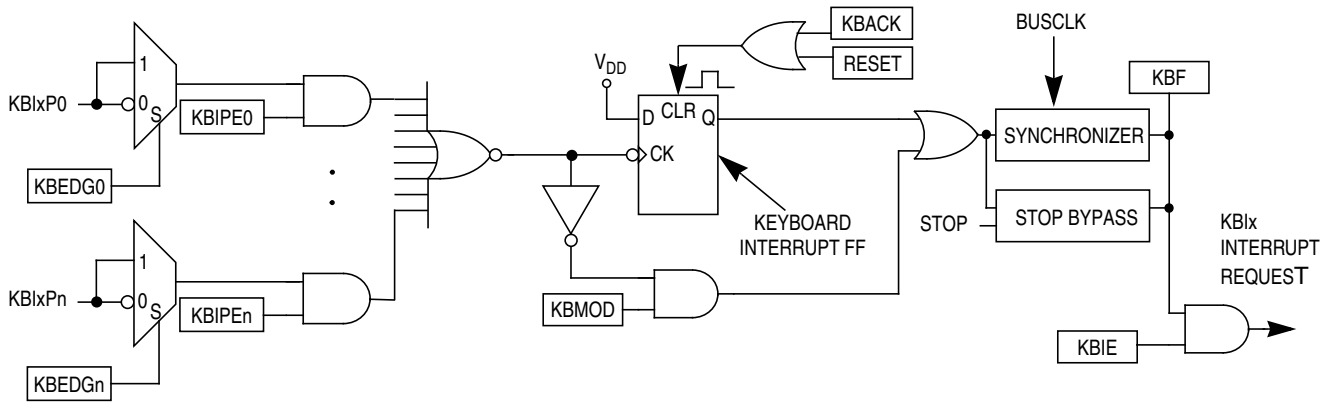 KBACK
RESET
BUSCLK
KBF
VDD
1
KBIxP0
0
S
KBIPE0
KBEDG0
D
CLR
Q
CK
SYNCHRONIZER
STOP BYPASS
STOP
KEYBOARD
INTERRUPT FF
KBIx
INTERRUPT
REQUEST
1
KBIxPn
0
S
KBIPEn
KBEDGn
KBMOD
KBIE